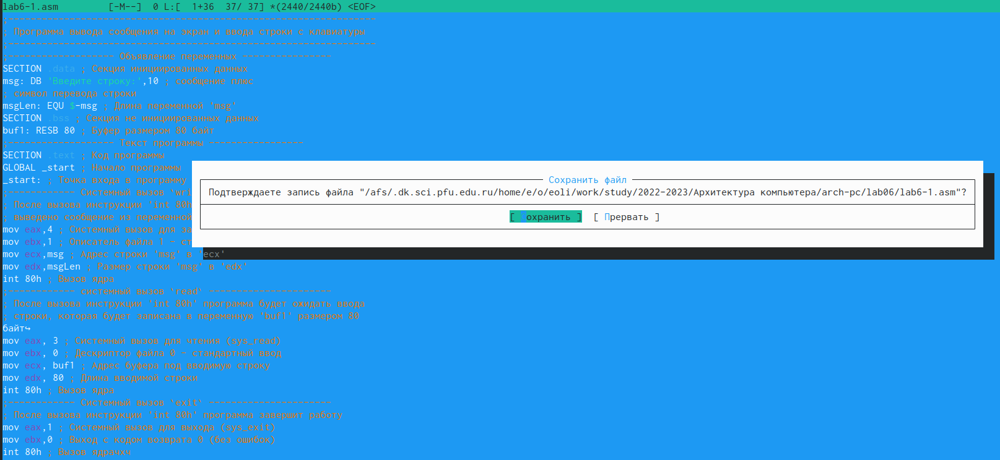 lab6-1.asm [-M--] 0 L:[ 1+36 37/ 37] *(2440/2440b) <EOF>
;------------------------------------------------------------------
; Программа вывода сообщения на экран и ввода строки с клавиатуры
;------------------------------------------------------------------
;------------------- Объявление переменных ----------------
SECTION .data ; Секция инициированных данных
msg: DB 'Введите строку:',10 ; сообщение плюс
; символ перевода строки
msgLen: EQU $-msg ; Длина переменной 'msg'
SECTION .bss ; Секция не инициированных данных
buf1: RESB 80 ; Буфер размером 80 байт
;------------------- Текст программы -----------------
SECTION .text ; Код программы
GLOBAL _start ; Начало программы
_start: ; Точка входа в программу
;------------ Системный вызов `wri
; После вызова инструкции 'int 80h
; выведено сообщение из переменной
mov eax,4 ; Системный вызов для за
mov ebx,1 ; Описатель файла 1 - ст
mov ecx,msg ; Адрес строки 'msg' в 'ecx'
mov edx,msgLen ; Размер строки 'msg' в 'edx'
int 80h ; Вызов ядра
;------------ системный вызов `read` ----------------------
; После вызова инструкции 'int 80h' программа будет ожидать ввода
; строки, которая будет записана в переменную 'buf1' размером 80
байт↪
mov eax, 3 ; Системный вызов для чтения (sys_read)
mov ebx, 0 ; Дескриптор файла 0 - стандартный ввод
mov ecx, buf1 ; Адрес буфера под вводимую строку
mov edx, 80 ; Длина вводимой строки
int 80h ; Вызов ядра
;------------ Системный вызов `exit` ----------------------
; После вызова инструкции 'int 80h' программа завершит работу
mov eax,1 ; Системный вызов для выхода (sys_exit)
mov ebx,0 ; Выход с кодом возврата 0 (без ошибок)
int 80h ; Вызов ядрачхч
Сохранить файл
Подтверждаете запись файла "/afs/.dk.sci.pfu.edu.ru/home/e/o/eoli/work/study/2022-2023/Архитектура компьютера/arch-pc/lab06/lab6-1.asm"?
[ Сохранить ] [ Прервать ]